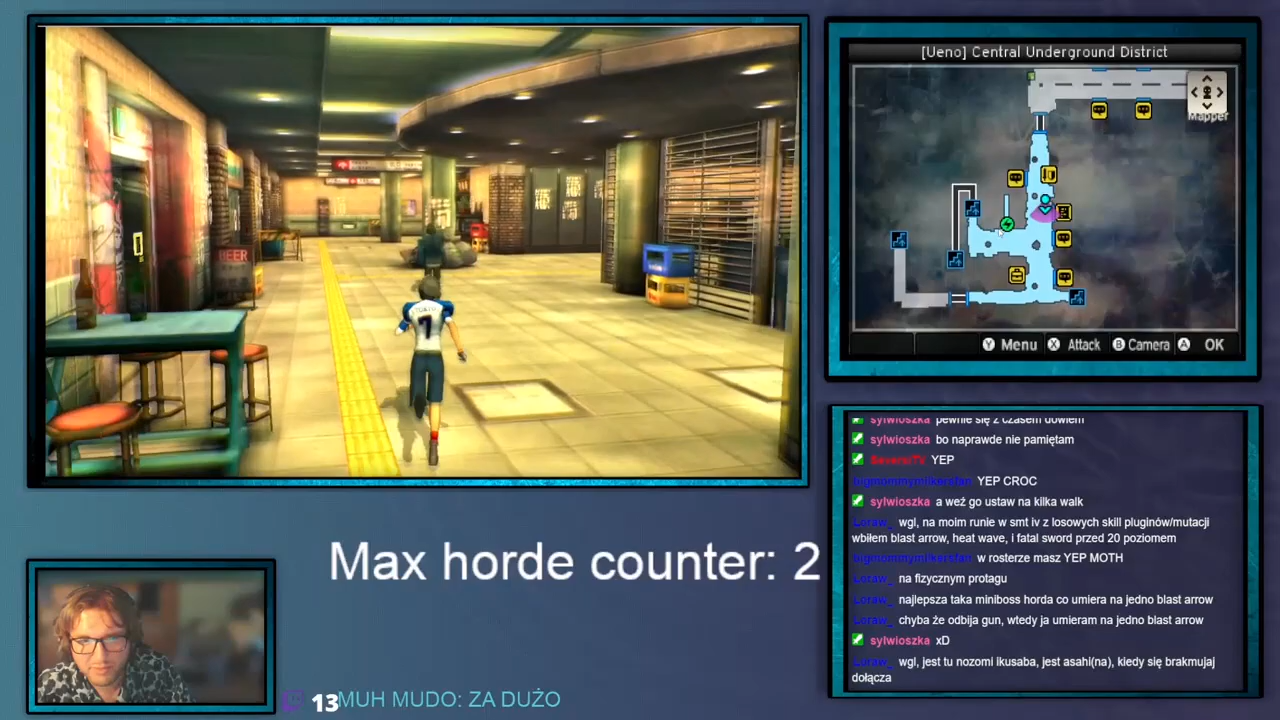 [Ueno] Central Underground District
Mapper
Y Menu X Attack B Camera A OK
BEER
7
sylwioszka pewnie się z czasem dowiem
sylwioszka bo naprawde nie pamiętam
YEP
bigmommymilkersfan YEP CROC
sylwioszka a weź go ustaw na kilka walk
Loraw_ wgl, na moim runie w smt iv z losowych skill pluginów/mutacji
wbiłem blast arrow, heat wave, i fatal sword przed 20 poziomem
bigmommymilkersfan w rosterze masz YEP MOTH
Loraw_ na fizycznym protagu
Loraw_ najlepsza taka miniboss horda co umiera na jedno blast arrow
Loraw_ chyba że odbija gun, wtedy ja umieram na jedno blast arrow
sylwioszka xD
Loraw_ wgl, jest tu nozomi ikusaba, jest asahi(na), kiedy się brakmujaj
dołącza
Max horde counter: 2
13 MUH MUDO: ZA DUŻO